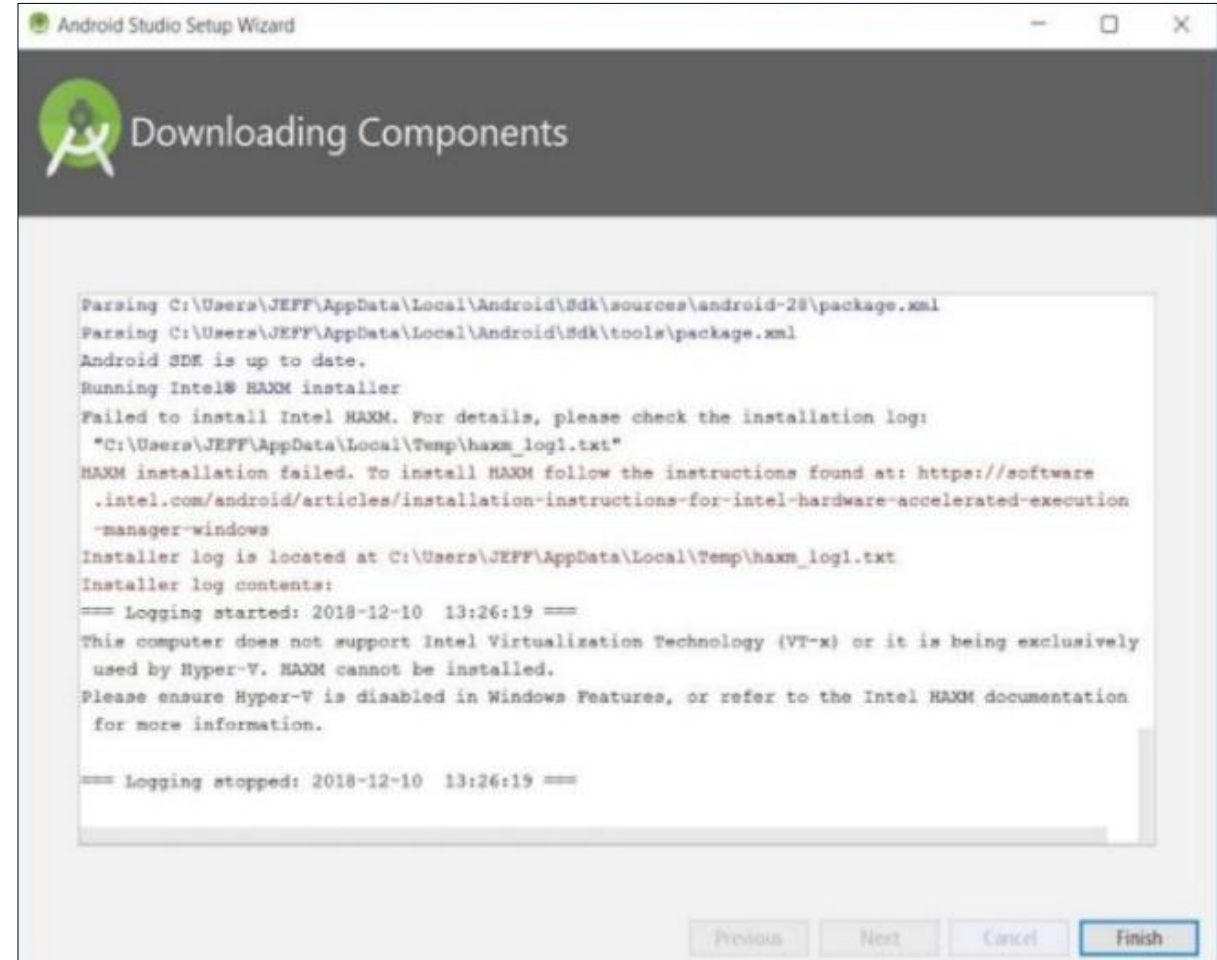 Android Studio Setup Wizard
Downloading Components
Parsing C:\Users\JEFF\AppData\Local\Android\Sdk\sources\android-28\package.xml
Parsing C:\Users\JEFF\AppData\Local\Android\Sdk\tools\package.xml
Android SDK is up to date.
Running Intel® HAXM installer
Failed to install Intel HAXM. For details, please check the installation log:
"C:\Users\JEFF\AppData\Local\Temp\haxm_log1.txt"
HAXM installation failed. To install HAXM follow the instructions found at: https://software
.intel.com/android/articles/installation-instructions-for-intel-hardware-accelerated-execution
-manager-windows
Installer log is located at C:\Users\JEFF\AppData\Local\Temp\haxm_log1.txt
Installer log contents:
=== Logging started: 2018-12-10  13:26:19 ===
This computer does not support Intel Virtualization Technology (VT-x) or it is being exclusively
used by Hyper-V. HAXM cannot be installed.
Please ensure Hyper-V is disabled in Windows Features, or refer to the Intel HAXM documentation
for more information.
=== Logging stopped: 2018-12-10  13:26:19 ===
Previous Next Cancel Finish